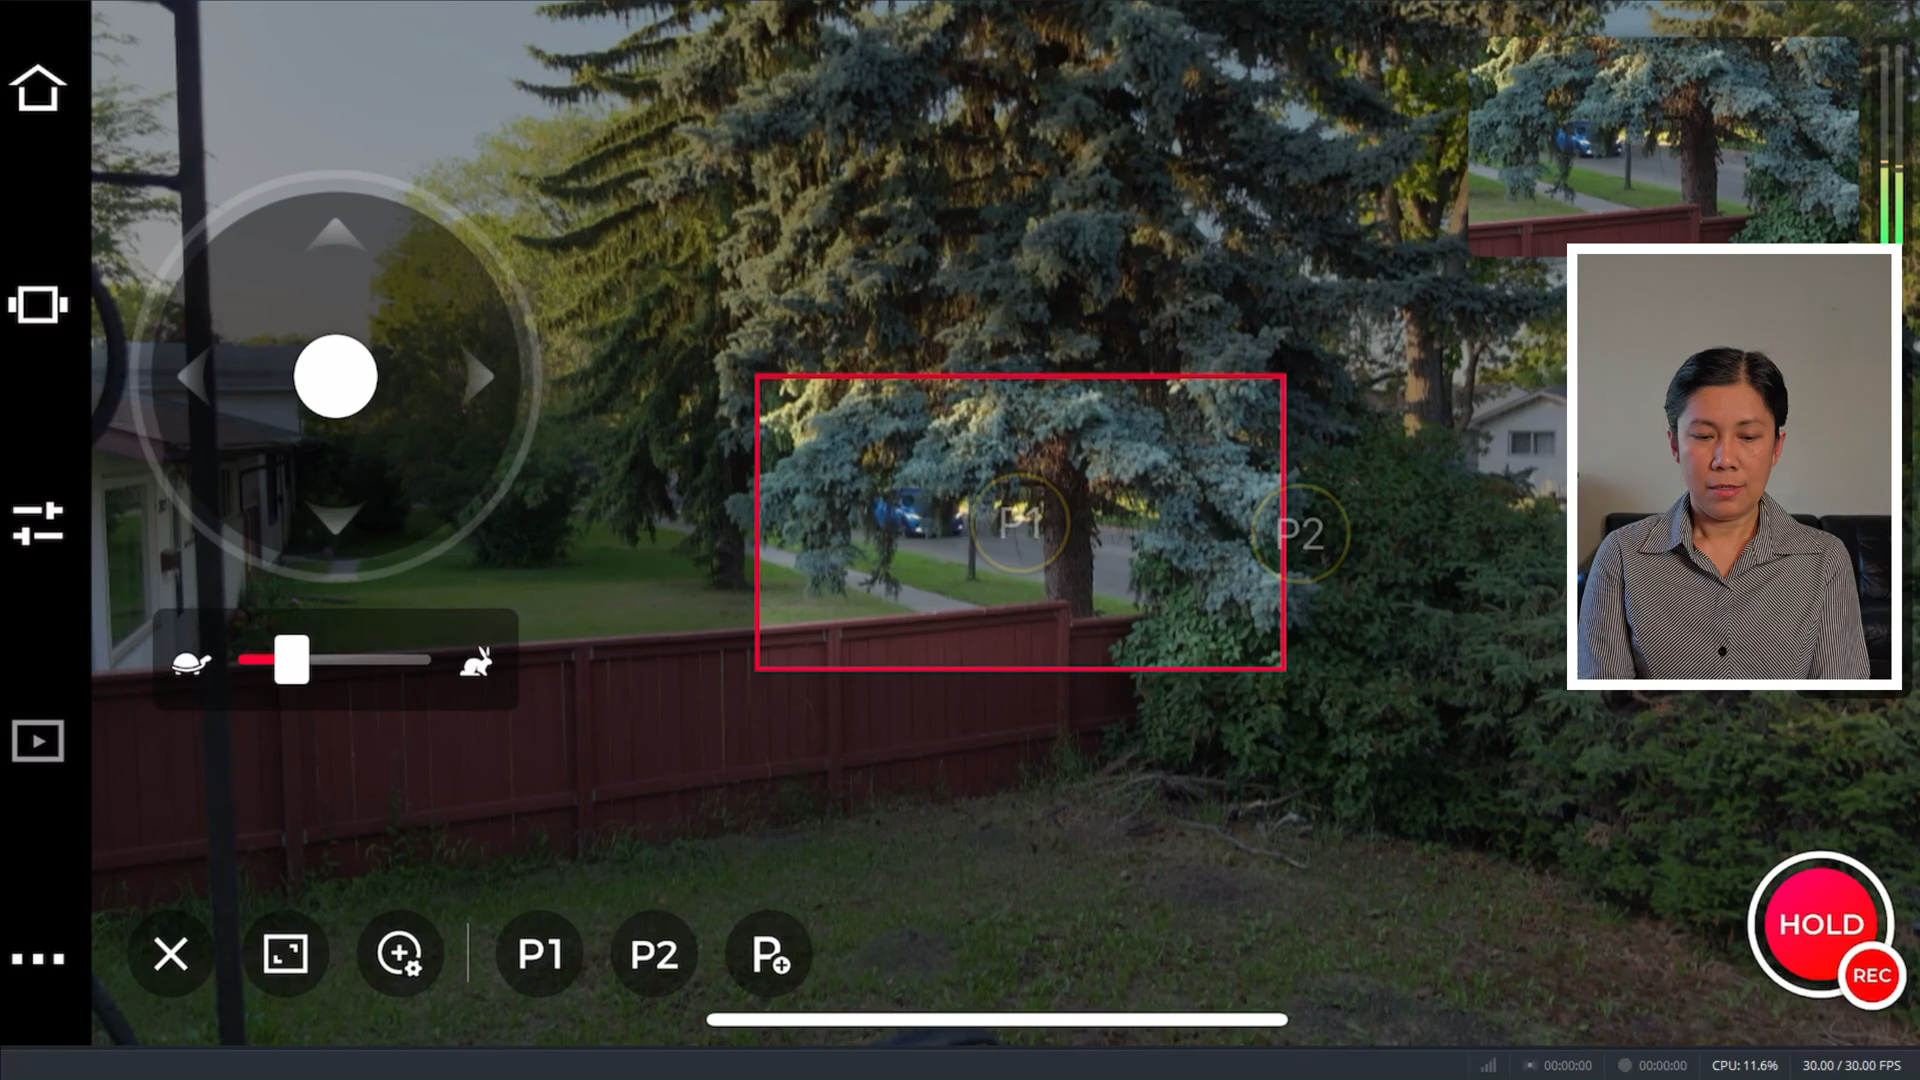 P1
P2
P1
P2
P
HOLD
REC
00:00:00
00:00:00
CPU: 11.6%
30.00 / 30.00 FPS